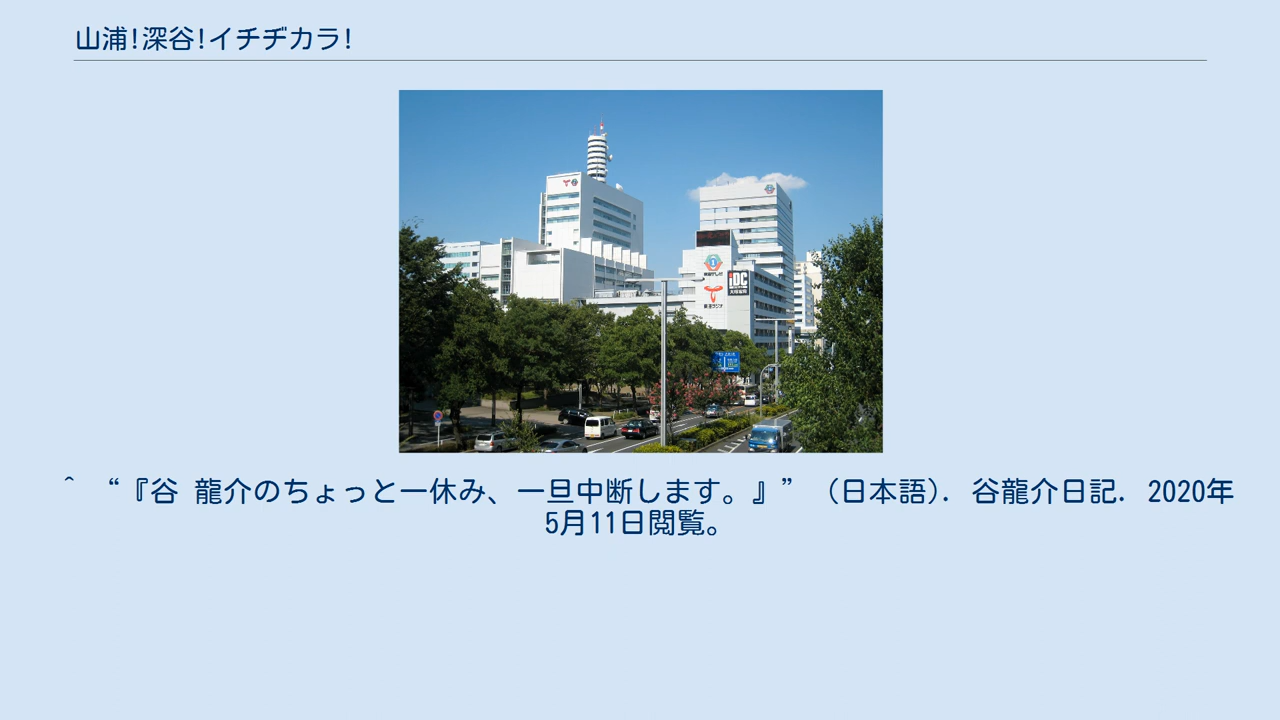 山浦!深谷!イチヂカラ!
iDC
^ “『谷 龍介のちょっと一休み、一旦中断します。』” (日本語). 谷龍介日記. 2020年
5月11日閲覧。